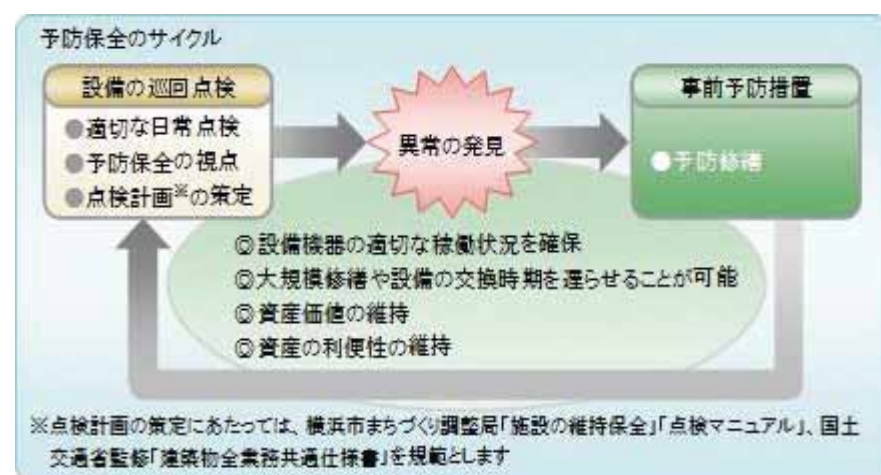 予防保全のサイクル
設備の巡回点検
●適切な日常点検
●予防保全の視点
●点検計画※の策定
異常の発見
事前予防措置
●予防修繕
◎設備機器の適切な稼働状況を確保
◎大規模修繕や設備の交換時期を遅らせることが可能
◎資産価値の維持
◎資産の利便性の維持
※点検計画の策定にあたっては、横浜市まちづくり調整局「施設の維持保全」「点検マニュアル」、国土
交通省監修「建築物全業務共通仕様書」を規範とします